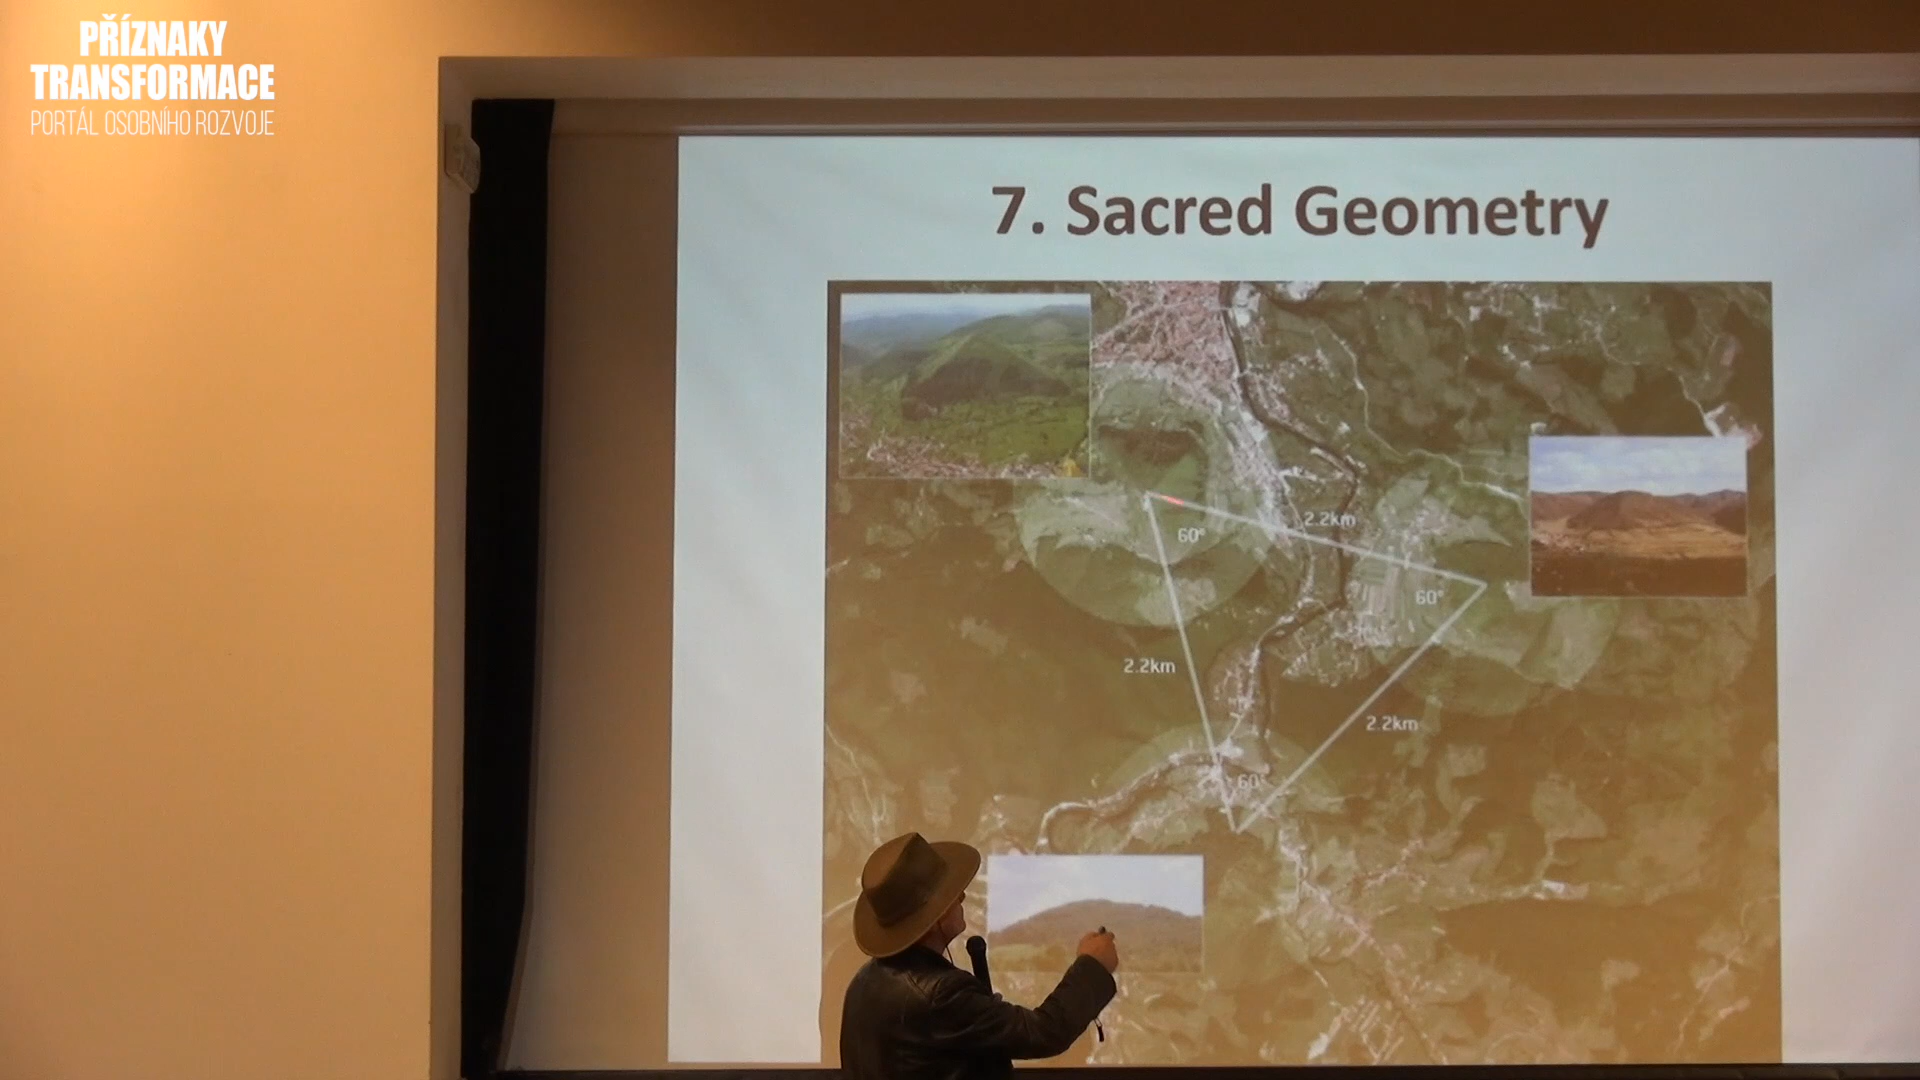 PŘÍZNAKY
TRANSFORMACE
PORTÁL OSOBNÍHO ROZVOJE
7. Sacred Geometry
2.2km
60°
60°
2.2km
2.2km
60°